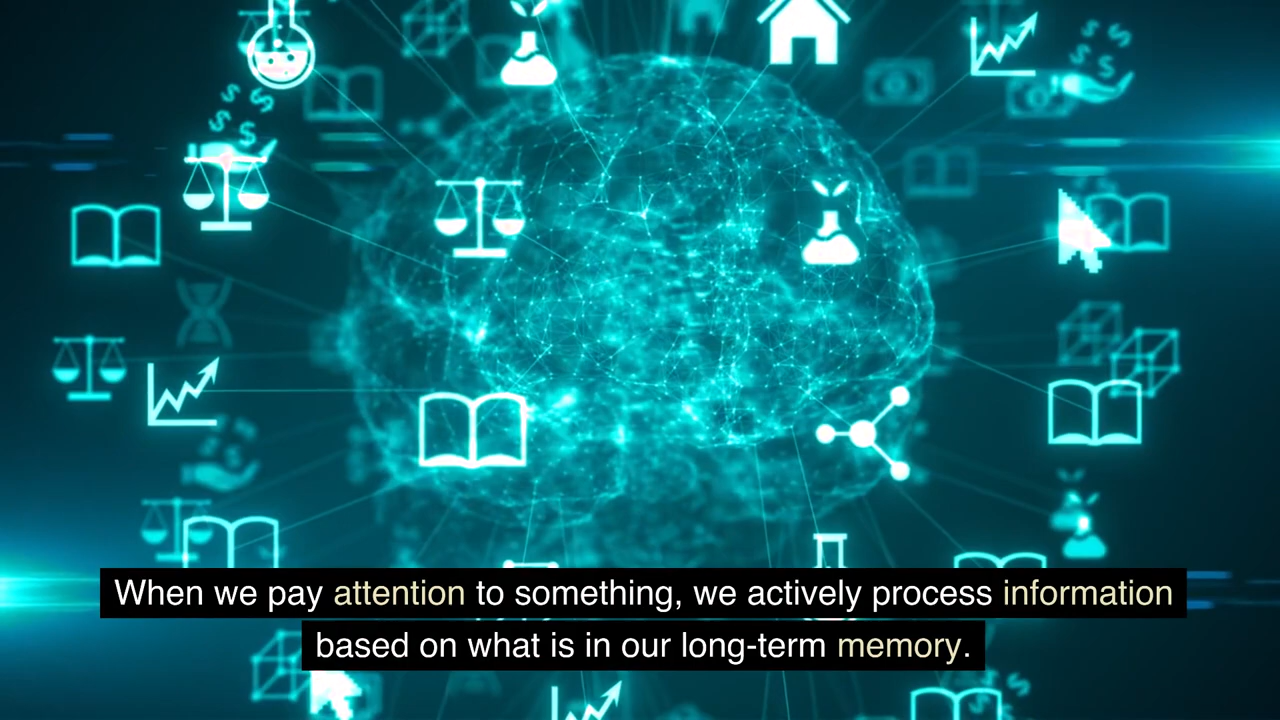 When we pay attention to something, we actively process information
based on what is in our long-term memory.